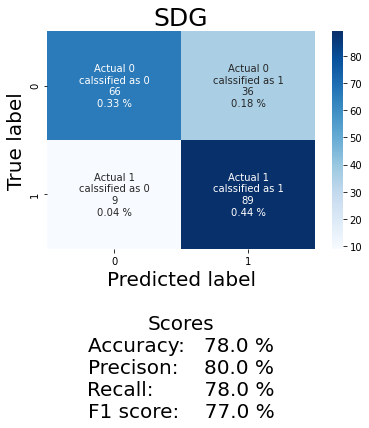 SDG
Actual 0
calssified as 0
66
0.33 %
Actual 0
calssified as 1
36
0.18 %
Actual 1
calssified as 0
9
0.04 %
Actual 1
calssified as 1
89
0.44 %
True label
0
1
0
1
Predicted label
80
70
60
50
40
30
20
10
Scores
Accuracy: 78.0 %
Precison: 80.0 %
Recall: 78.0 %
F1 score: 77.0 %